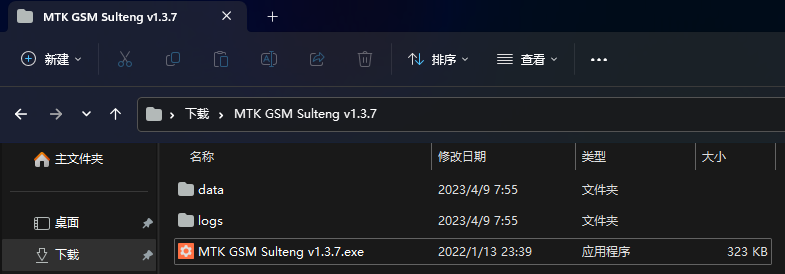 MTK GSM Sulteng v1.3.7
新建 排序 查看
下载 MTK GSM Sulteng v1.3.7
主文件夹 名称 修改日期 类型 大小
data 2023/4/9 7:55 文件夹
桌面 logs 2023/4/9 7:55 文件夹
下载 MTK GSM Sulteng v1.3.7.exe 2022/1/13 23:39 应用程序 323 KB